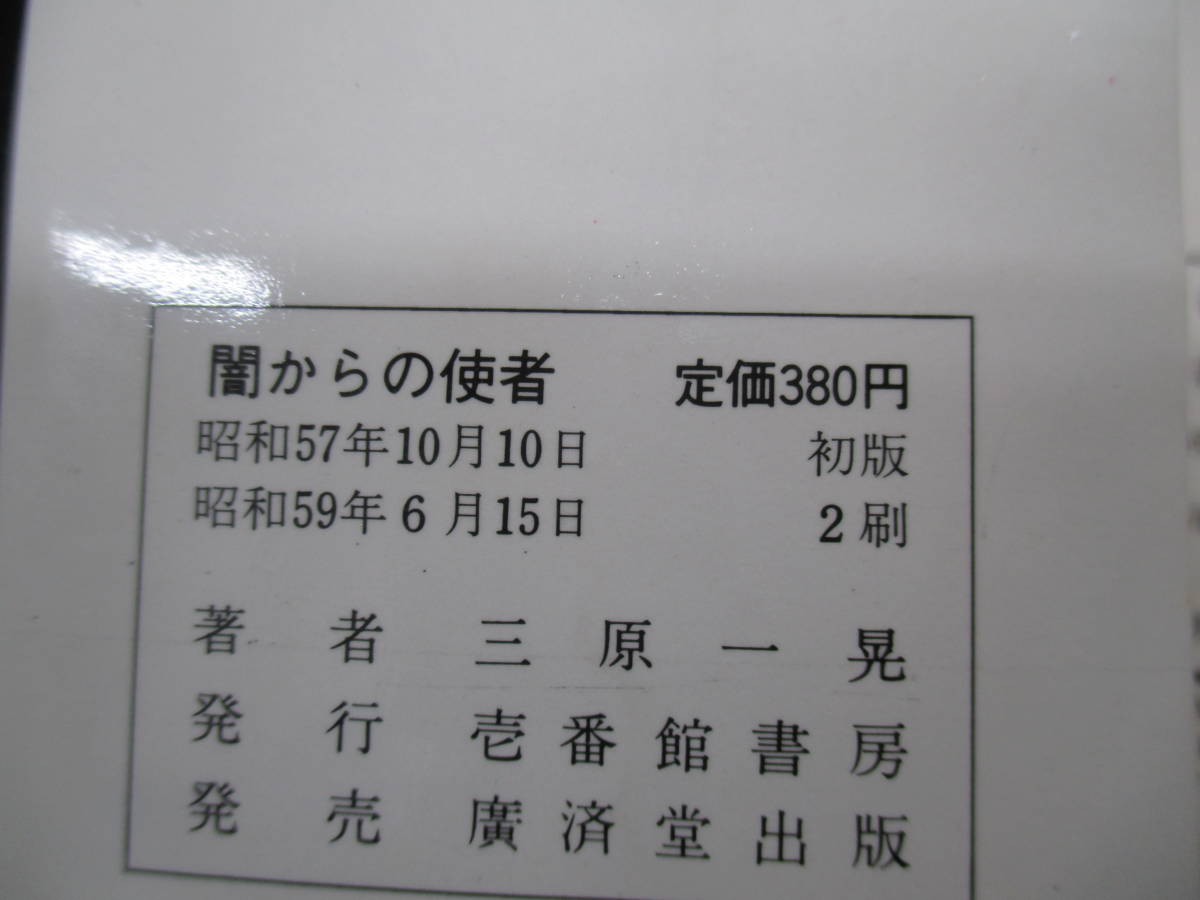 闇からの使者 定価380円
昭和57年10月10日 初版
昭和59年6月15日 2刷
著者 三原一晃
発行 壱番館書房
発売 廣済堂出版